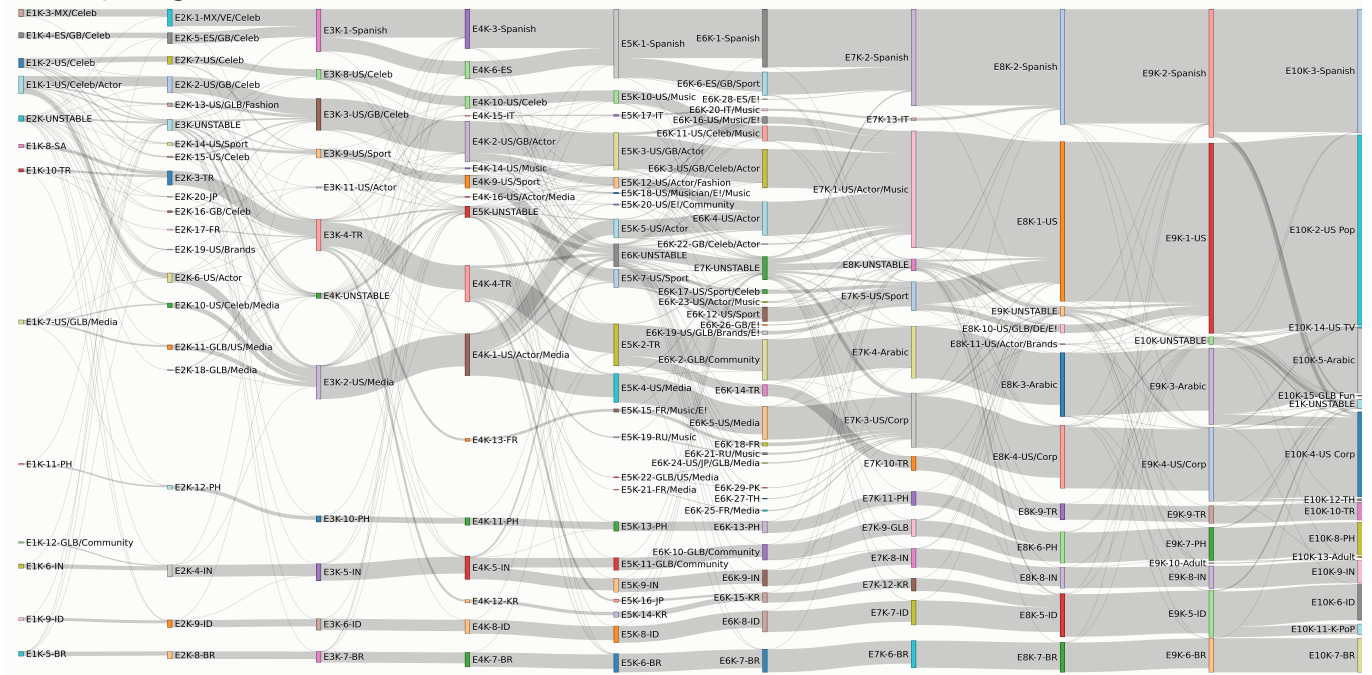 E1K-3-MX/Celeb
E1K-4-ES/GB/Celeb
E1K-2-US/Celeb
E1K-1-US/Celeb/Actor
E2K-UNSTABLE
E1K-8-SA
E1K-10-TR
E1K-7-US/GLB/Media
E1K-11-PH
E1K-12-GLB/Community
E1K-6-IN
E1K-9-ID
E1K-5-BR
E2K-1-MX/VE/Celeb
E2K-5-ES/GB/Celeb
E2K-7-US/Celeb
E2K-2-US/GB/Celeb
E2K-13-US/GLB/Fashion
E3K-UNSTABLE
E2K-14-US/Sport
E2K-15-US/Celeb
E2K-3-TR
E2K-20-JP
E2K-16-GB/Celeb
E2K-17-FR
E2K-19-US/Brands
E2K-6-US/Actor
E2K-10-US/Celeb/Media
E2K-11-GLB/US/Media
E2K-18-GLB/Media
E2K-12-PH
E2K-4-IN
E2K-9-ID
E2K-8-BR
E3K-1-Spanish
E3K-8-US/Celeb
E3K-3-US/GB/Celeb
E3K-9-US/Sport
E3K-11-US/Actor
E3K-4-TR
E4K-UNSTABLE
E3K-2-US/Media
E3K-10-PH
E3K-5-IN
E3K-6-ID
E3K-7-BR
E4K-3-Spanish
E4K-6-ES
E4K-10-US/Celeb
E4K-15-IT
E4K-2-US/GB/Actor
E4K-14-US/Music
E4K-9-US/Sport
E4K-16-US/Actor/Media
E5K-UNSTABLE
E4K-4-TR
E4K-1-US/Actor/Media
E4K-13-FR
E4K-11-PH
E4K-5-IN
E4K-12-KR
E4K-8-ID
E4K-7-BR
E5K-1-Spanish
E5K-10-US/Music
E5K-17-IT
E5K-3-US/GB/Actor
E5K-12-US/Actor/Fashion
E5K-18-US/Musician/E!/Music
E5K-20-US/E!/Community
E5K-5-US/Actor
E6K-UNSTABLE
E5K-7-US/Sport
E5K-2-TR
E5K-4-US/Media
E5K-15-FR/Music/E!
E5K-19-RU/Music
E5K-22-GLB/US/Media
E5K-21-FR/Media
E5K-13-PH
E5K-11-GLB/Community
E5K-9-IN
E5K-16-JP
E5K-14-KR
E5K-8-ID
E5K-6-BR
E6K-1-Spanish
E6K-6-ES/GB/Sport
E6K-28-ES/E!
E6K-20-IT/Music
E6K-16-US/Music/E!
E6K-11-US/Celeb/Music
E6K-3-US/GB/Celeb/Actor
E6K-4-US/Actor
E6K-22-GB/Celeb/Actor
E7K-UNSTABLE
E6K-17-US/Sport/Celeb
E6K-23-US/Actor/Music
E6K-12-US/Sport
E6K-26-GB/E!
E6K-19-US/GLB/Brands/E!
E6K-2-GLB/Community
E6K-14-TR
E6K-5-US/Media
E6K-18-FR
E6K-21-RU/Music
E6K-24-US/JP/GLB/Media
E6K-29-PK
E6K-27-TH
E6K-25-FR/Media
E6K-13-PH
E6K-10-GLB/Community
E6K-9-IN
E6K-15-KR
E6K-8-ID
E6K-7-BR
E7K-2-Spanish
E7K-13-IT
E7K-1-US/Actor/Music
E8K-UNSTABLE
E7K-5-US/Sport
E7K-4-Arabic
E7K-3-US/Corp
E7K-10-TR
E7K-11-PH
E7K-9-GLB
E7K-8-IN
E7K-12-KR
E7K-7-ID
E7K-6-BR
E8K-2-Spanish
E8K-1-US
E9K-UNSTABLE
E8K-10-US/GLB/DE/E!
E8K-11-US/Actor/Brands
E8K-3-Arabic
E8K-4-US/Corp
E8K-9-TR
E8K-6-PH
E8K-8-IN
E8K-5-ID
E8K-7-BR
E9K-2-Spanish
E9K-1-US
E10K-UNSTABLE
E9K-3-Arabic
E9K-4-US/Corp
E9K-9-TR
E9K-7-PH
E9K-10-Adult
E9K-8-IN
E9K-5-ID
E9K-6-BR
E10K-3-Spanish
E10K-2-US Pop
E10K-14-US TV
E10K-5-Arabic
E10K-15-GLB Fun
E1K-UNSTABLE
E10K-4-US Corp
E10K-12-TH
E10K-10-TR
E10K-8-PH
E10K-13-Adult
E10K-9-IN
E10K-6-ID
E10K-11-K-PoP
E10K-7-BR